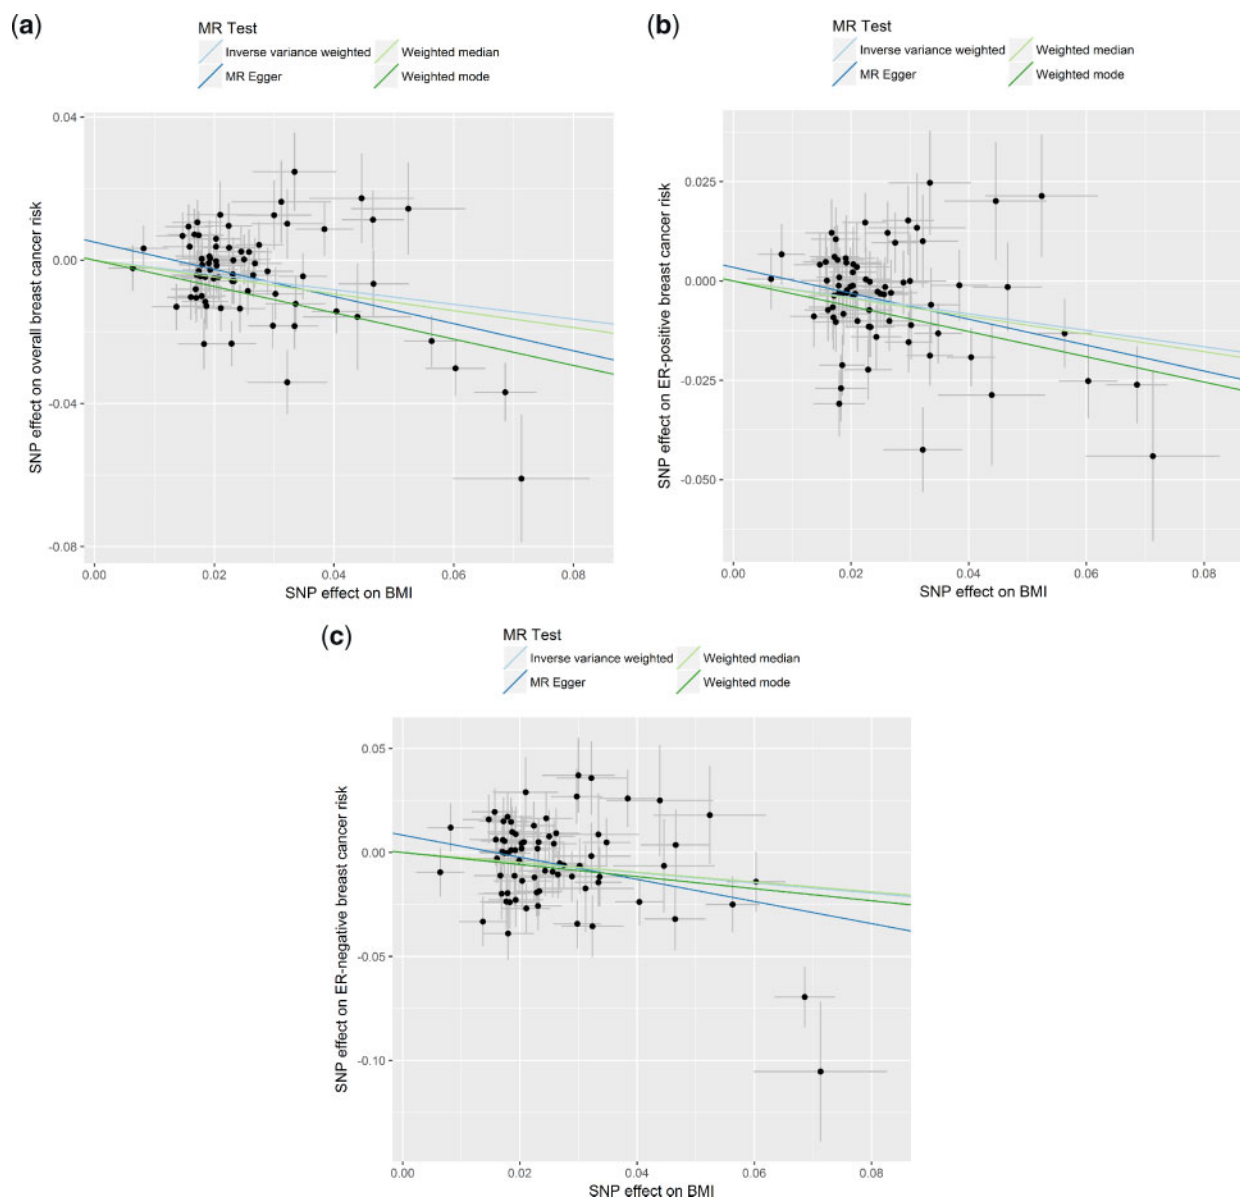 (a)
MR Test
Inverse variance weighted Weighted median
MR Egger Weighted mode
SNP effect on overall breast cancer risk
0.04
0.00
-0.04
-0.08
0.00 0.02 0.04 0.06 0.08
SNP effect on BMI
(b)
MR Test
Inverse variance weighted Weighted median
MR Egger Weighted mode
SNP effect on ER-positive breast cancer risk
0.025
0.000
-0.025
-0.050
0.00 0.02 0.04 0.06 0.08
SNP effect on BMI
(c)
MR Test
Inverse variance weighted Weighted median
MR Egger Weighted mode
SNP effect on ER-negative breast cancer risk
0.05
0.00
-0.05
-0.10
0.00 0.02 0.04 0.06 0.08
SNP effect on BMI